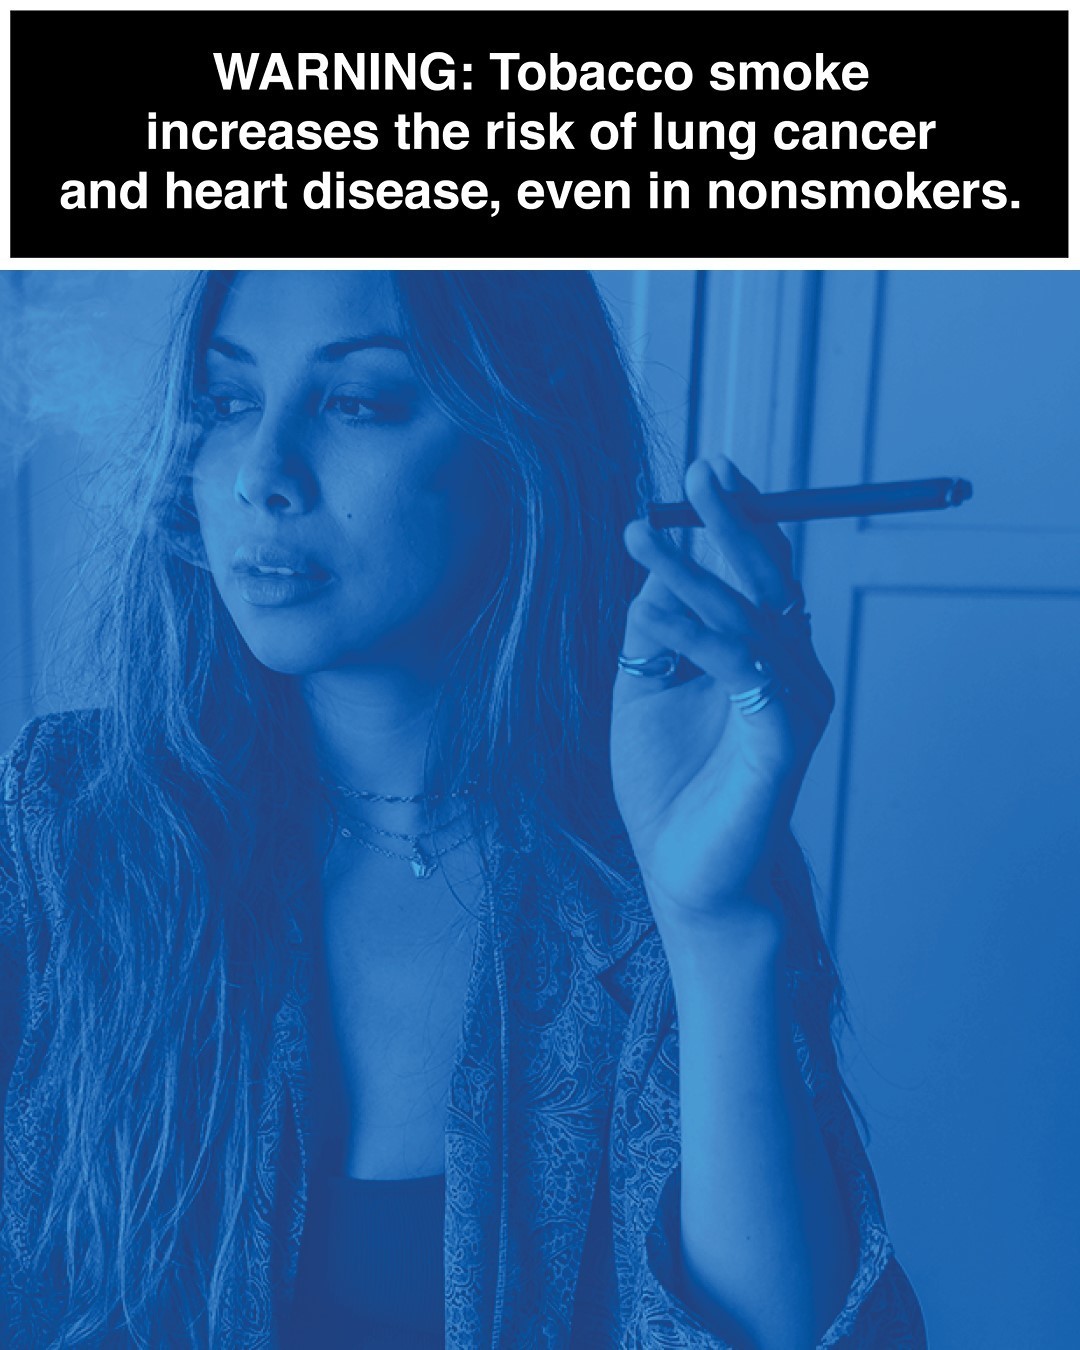 WARNING: Tobacco smoke
increases the risk of lung cancer
and heart disease, even in nonsmokers.